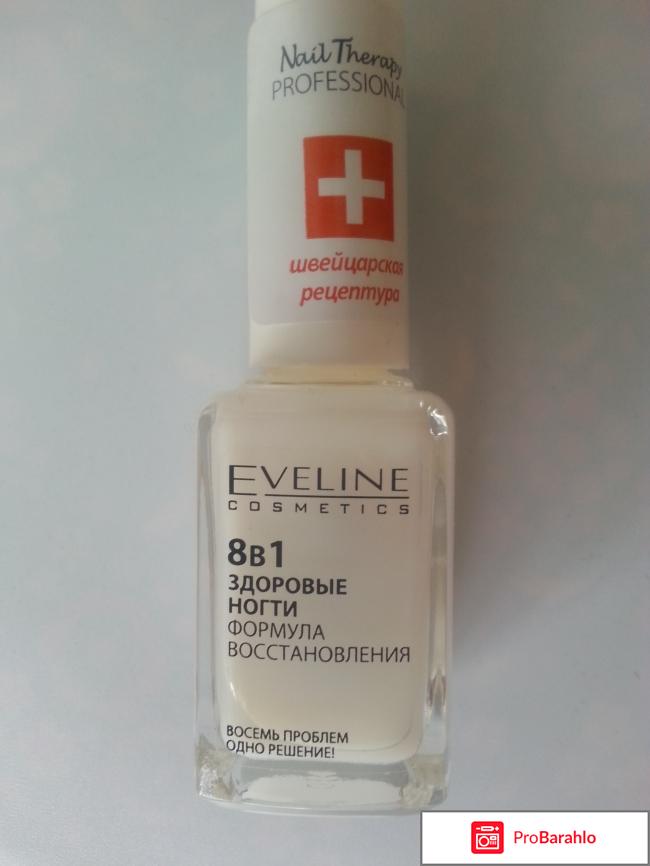 Nail Therapy
PROFESSIONAL
швейцарская
рецептура
EVELINE
COSMETICS
8В1
ЗДОРОВЫЕ
НОГТИ
ФОРМУЛА
ВОССТАНОВЛЕНИЯ
ВОСЕМЬ ПРОБЛЕМ
ОДНО РЕШЕНИЕ!
ProBarahlo